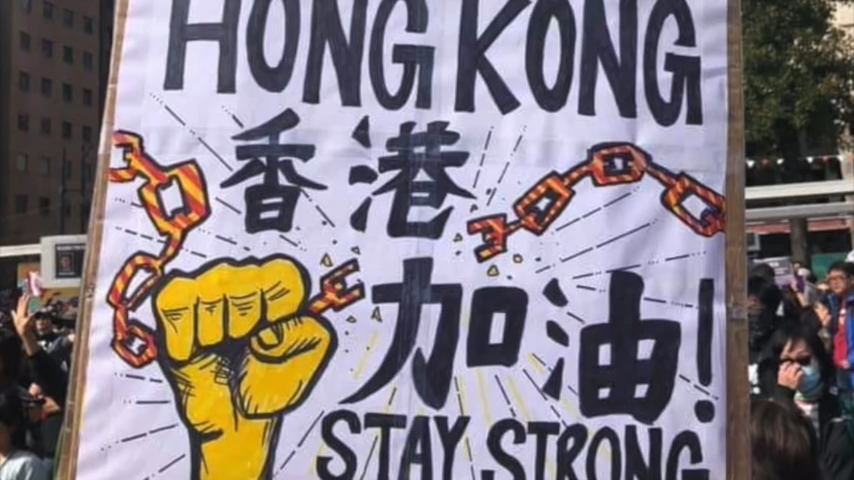 HONG KONG
香港
加油!
STAY STRONG